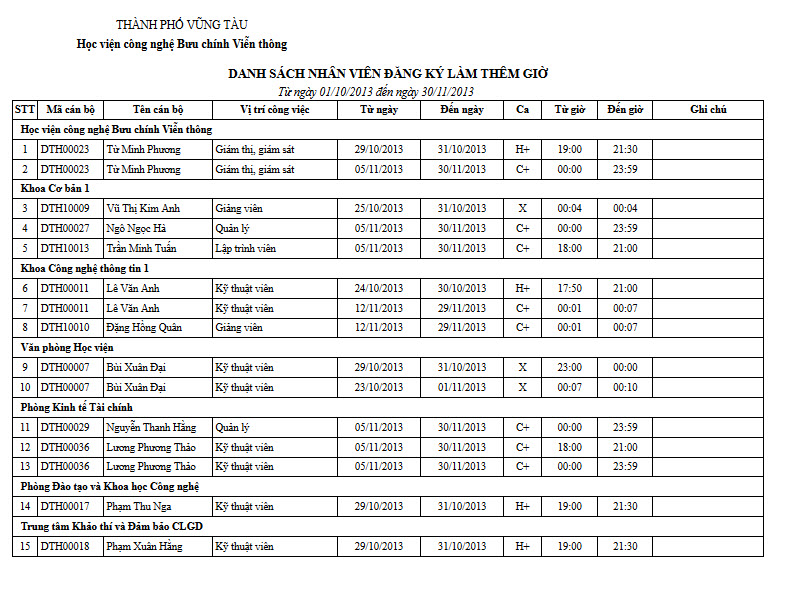 THÀNH PHỐ VŨNG TÀU
Học viện công nghệ Bưu chính Viễn thông
DANH SÁCH NHÂN VIÊN ĐĂNG KÝ LÀM THÊM GIỜ
Từ ngày 01/10/2013 đến ngày 30/11/2013
STT Mã cán bộ Tên cán bộ Vị trí công việc Từ ngày Đến ngày Ca Từ giờ Đến giờ Ghi chú
Học viện công nghệ Bưu chính Viễn thông
1 DTH00023 Từ Minh Phương Giám thị, giám sát 29/10/2013 31/10/2013 H+ 19:00 21:30
2 DTH00023 Từ Minh Phương Giám thị, giám sát 05/11/2013 30/11/2013 C+ 00:00 23:59
Khoa Cơ bản 1
3 DTH10009 Vũ Thị Kim Anh Giảng viên 25/10/2013 31/10/2013 X 00:04 00:04
4 DTH00027 Ngô Ngọc Hà Quản lý 05/11/2013 30/11/2013 C+ 00:00 23:59
5 DTH10013 Trần Minh Tuấn Lập trình viên 05/11/2013 30/11/2013 C+ 18:00 21:00
Khoa Công nghệ thông tin 1
6 DTH00011 Lê Văn Anh Kỹ thuật viên 24/10/2013 30/10/2013 H+ 17:50 21:00
7 DTH00011 Lê Văn Anh Kỹ thuật viên 12/11/2013 29/11/2013 C+ 00:01 00:07
8 DTH10010 Đặng Hồng Quân Giảng viên 12/11/2013 29/11/2013 C+ 00:01 00:07
Văn phòng Học viện
9 DTH00007 Bùi Xuân Đại Kỹ thuật viên 29/10/2013 31/10/2013 X 23:00 00:00
10 DTH00007 Bùi Xuân Đại Kỹ thuật viên 23/10/2013 01/11/2013 X 00:07 00:10
Phòng Kinh tế Tài chính
11 DTH00029 Nguyễn Thanh Hằng Quản lý 05/11/2013 30/11/2013 C+ 00:00 23:59
12 DTH00036 Lương Phương Thảo Kỹ thuật viên 05/11/2013 30/11/2013 C+ 18:00 21:00
13 DTH00036 Lương Phương Thảo Kỹ thuật viên 05/11/2013 30/11/2013 C+ 00:00 23:59
Phòng Đào tạo và Khoa học Công nghệ
14 DTH00017 Phạm Thu Nga Kỹ thuật viên 29/10/2013 31/10/2013 H+ 19:00 21:30
Trung tâm Khảo thí và Đảm bảo CLGD
15 DTH00018 Phạm Xuân Hằng Kỹ thuật viên 29/10/2013 31/10/2013 H+ 19:00 21:30